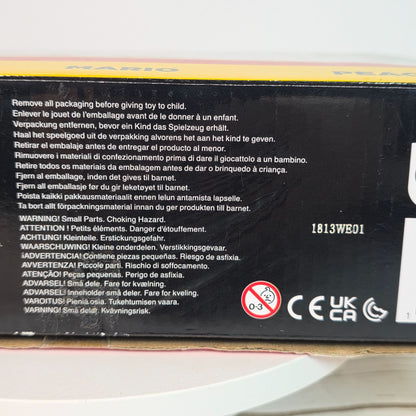 MARIO
PEAC
Remove all packaging before giving toy to child.
Enlever le jouet de l'emballage avant de le donner à un enfant.
Verpackung entfernen, bevor ein Kind das Spielzeug erhält.
Haal het speelgoed uit de verpakking alvorens het aan het kind te geven.
Retirar el embalaje antes de entregar el producto al menor.
Rimuovere i materiali di confezionamento prima di dare il giocattolo a un bambino.
Retire todos os materiais da embalagem antes de dar o brinquedo à criança.
Fjern al emballage, inden det gives til barnet.
Fjern all emballasje før du gir leketøyet til barnet.
Poista kaikki pakkausmateriaalit ennen lelun antamista lapselle.
Ta bort allt förpackningsmaterial innan du ger produkten till barnet.
WARNING! Small Parts. Choking Hazard.
ATTENTION ! Petits éléments. Danger d'étouffement.
ACHTUNG! Kleinteile. Erstickungsgefahr.
WAARSCHUWING! Kleine onderdelen. Verstikkingsgevaar.
¡ADVERTENCIA! Contiene piezas pequeñas. Riesgo de asfixia.
AVVERTENZA! Piccole parti. Rischio di soffocamento.
ATENÇÃO! Peças pequenas. Perigo de asfixia.
ADVARSEL! Små dele. Fare for kvælning.
ADVARSEL! Inneholder små deler. Fare for kveling.
VAROITUS! Pieniä osia. Tukehtumisen vaara.
VARNING! Små delar. Kvävningsrisk.
1813WE01
0-3
CE
UK
CA